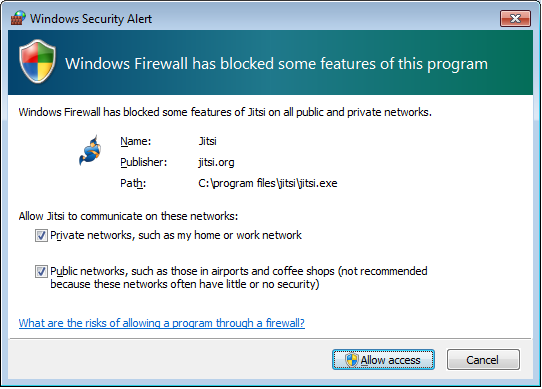 Windows Security Alert
Windows Firewall has blocked some features of this program
Windows Firewall has blocked some features of Jitsi on all public and private networks.
Name: Jitsi
Publisher: jitsi.org
Path: C:\program files\jitsi\jitsi.exe
Allow Jitsi to communicate on these networks:
Private networks, such as my home or work network
Public networks, such as those in airports and coffee shops (not recommended
because these networks often have little or no security)
What are the risks of allowing a program through a firewall?
Allow access Cancel